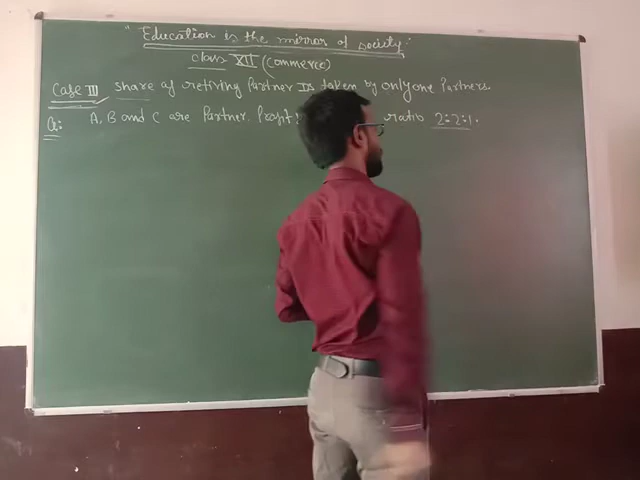 " Education is the mirror of society.
class XII (Commerce)
Case III share of retiring Partner Is taken by only one Partners.
Q: A, B and C are Partner. Profit ratio 2:2:1.